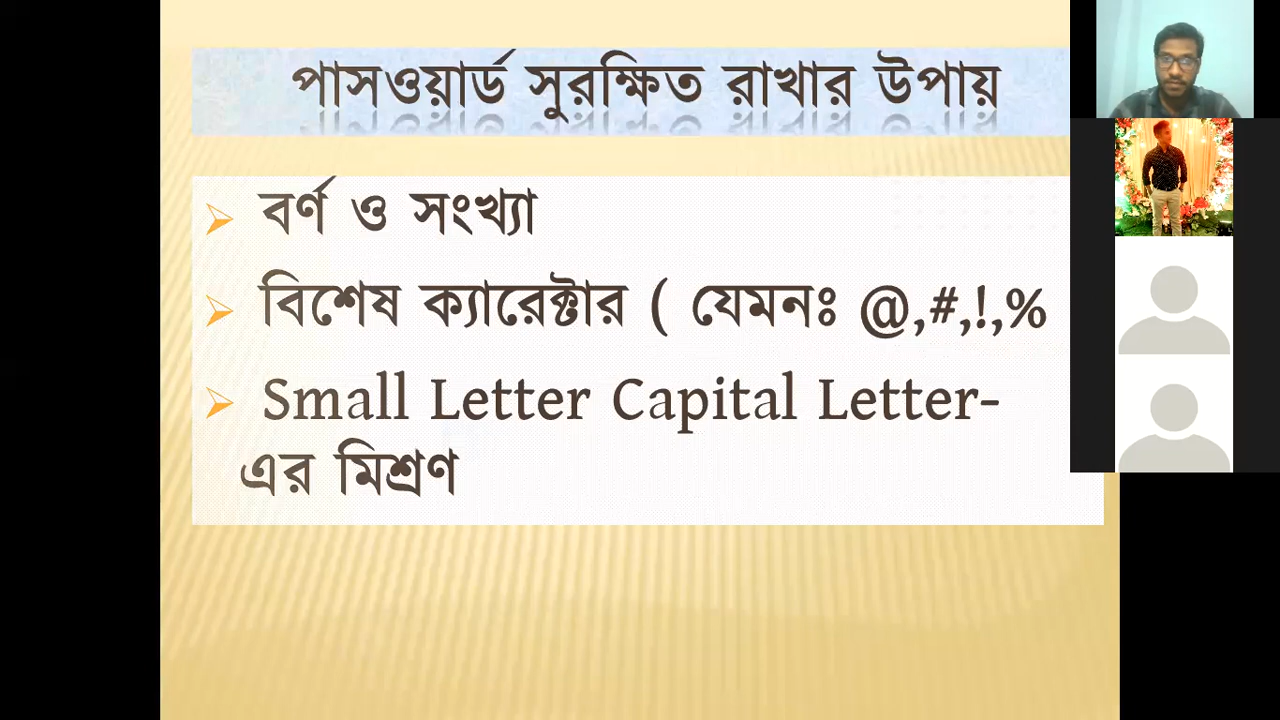 পাসওয়ার্ড সুরক্ষিত রাখার উপায়
বর্ণ ও সংখ্যা
বিশেষ ক্যারেক্টার ( যেমনঃ @,#,!,%
Small Letter Capital Letter-
এর মিশ্রণ